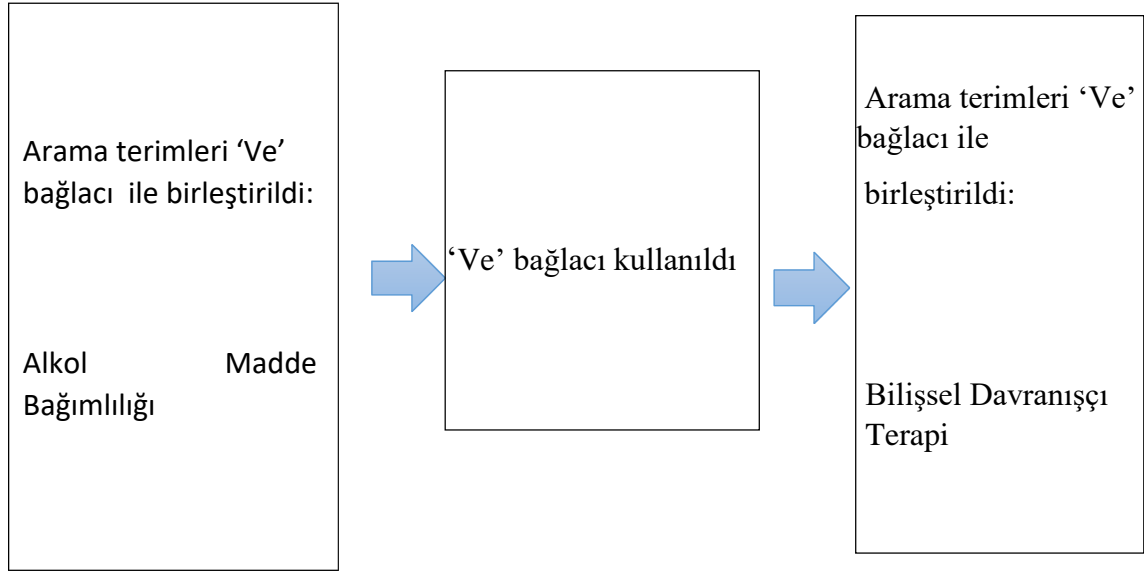 Arama terimleri ‘Ve’
bağlacı ile birleştirildi:
Alkol Madde
Bağımlılığı
‘Ve’ bağlacı kullanıldı
Arama terimleri ‘Ve’
bağlacı ile
birleştirildi:
Bilişsel Davranışçı
Terapi